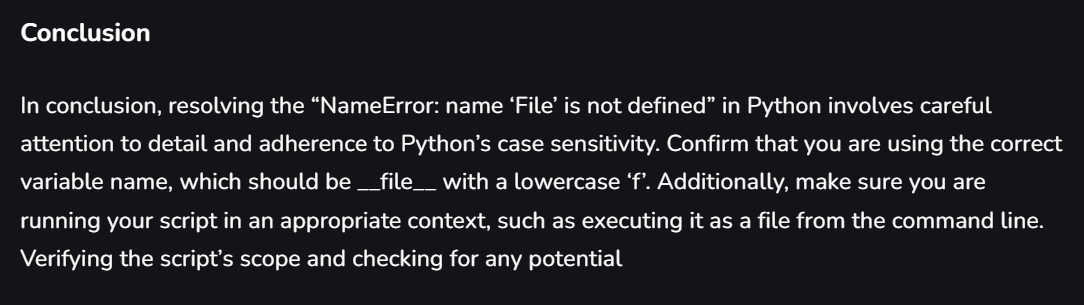 Conclusion
In conclusion, resolving the “NameError: name ‘File’ is not defined” in Python involves careful
attention to detail and adherence to Python’s case sensitivity. Confirm that you are using the correct
variable name, which should be __file__ with a lowercase ‘f’. Additionally, make sure you are
running your script in an appropriate context, such as executing it as a file from the command line.
Verifying the script’s scope and checking for any potential